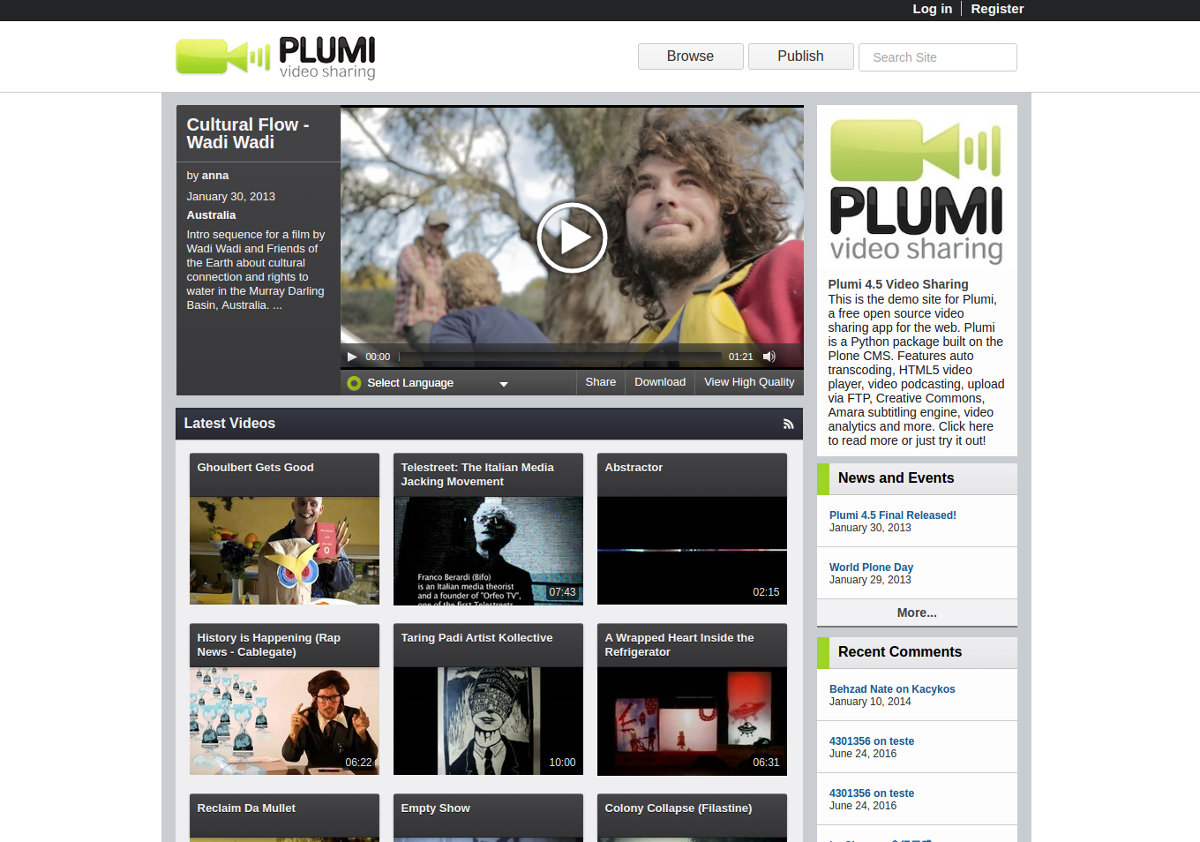 Log in
Register
PLUMI
video sharing
Browse
Publish
Search Site
Cultural Flow -
Wadi Wadi
by anna
January 30, 2013
Australia
Intro sequence for a film by
Wadi Wadi and Friends of
the Earth about cultural
connection and rights to
water in the Murray Darling
Basin, Australia. ...
00:00
01:21
Select Language
Share
Download
View High Quality
PLUMI
video sharing
Plumi 4.5 Video Sharing
This is the demo site for Plumi,
a free open source video
sharing app for the web. Plumi
is a Python package built on the
Plone CMS. Features auto
transcoding, HTML5 video
player, video podcasting, upload
via FTP, Creative Commons,
Amara subtitling engine, video
analytics and more. Click here
to read more or just try it out!
Latest Videos
Ghoulbert Gets Good
Telestreet: The Italian Media
Jacking Movement
Franco Berardi (Bifo)
is an Italian media theorist
and a founder of "Orfeo TV",
one of the first Telestreets
07:43
Abstractor
02:15
History is Happening (Rap
News - Cablegate)
06:22
Taring Padi Artist Kollective
10:00
A Wrapped Heart Inside the
Refrigerator
06:31
Reclaim Da Mullet
Empty Show
Colony Collapse (Filastine)
News and Events
Plumi 4.5 Final Released!
January 30, 2013
World Plone Day
January 29, 2013
More...
Recent Comments
Behzad Nate on Kacykos
January 10, 2014
4301356 on teste
June 24, 2016
4301356 on teste
June 24, 2016